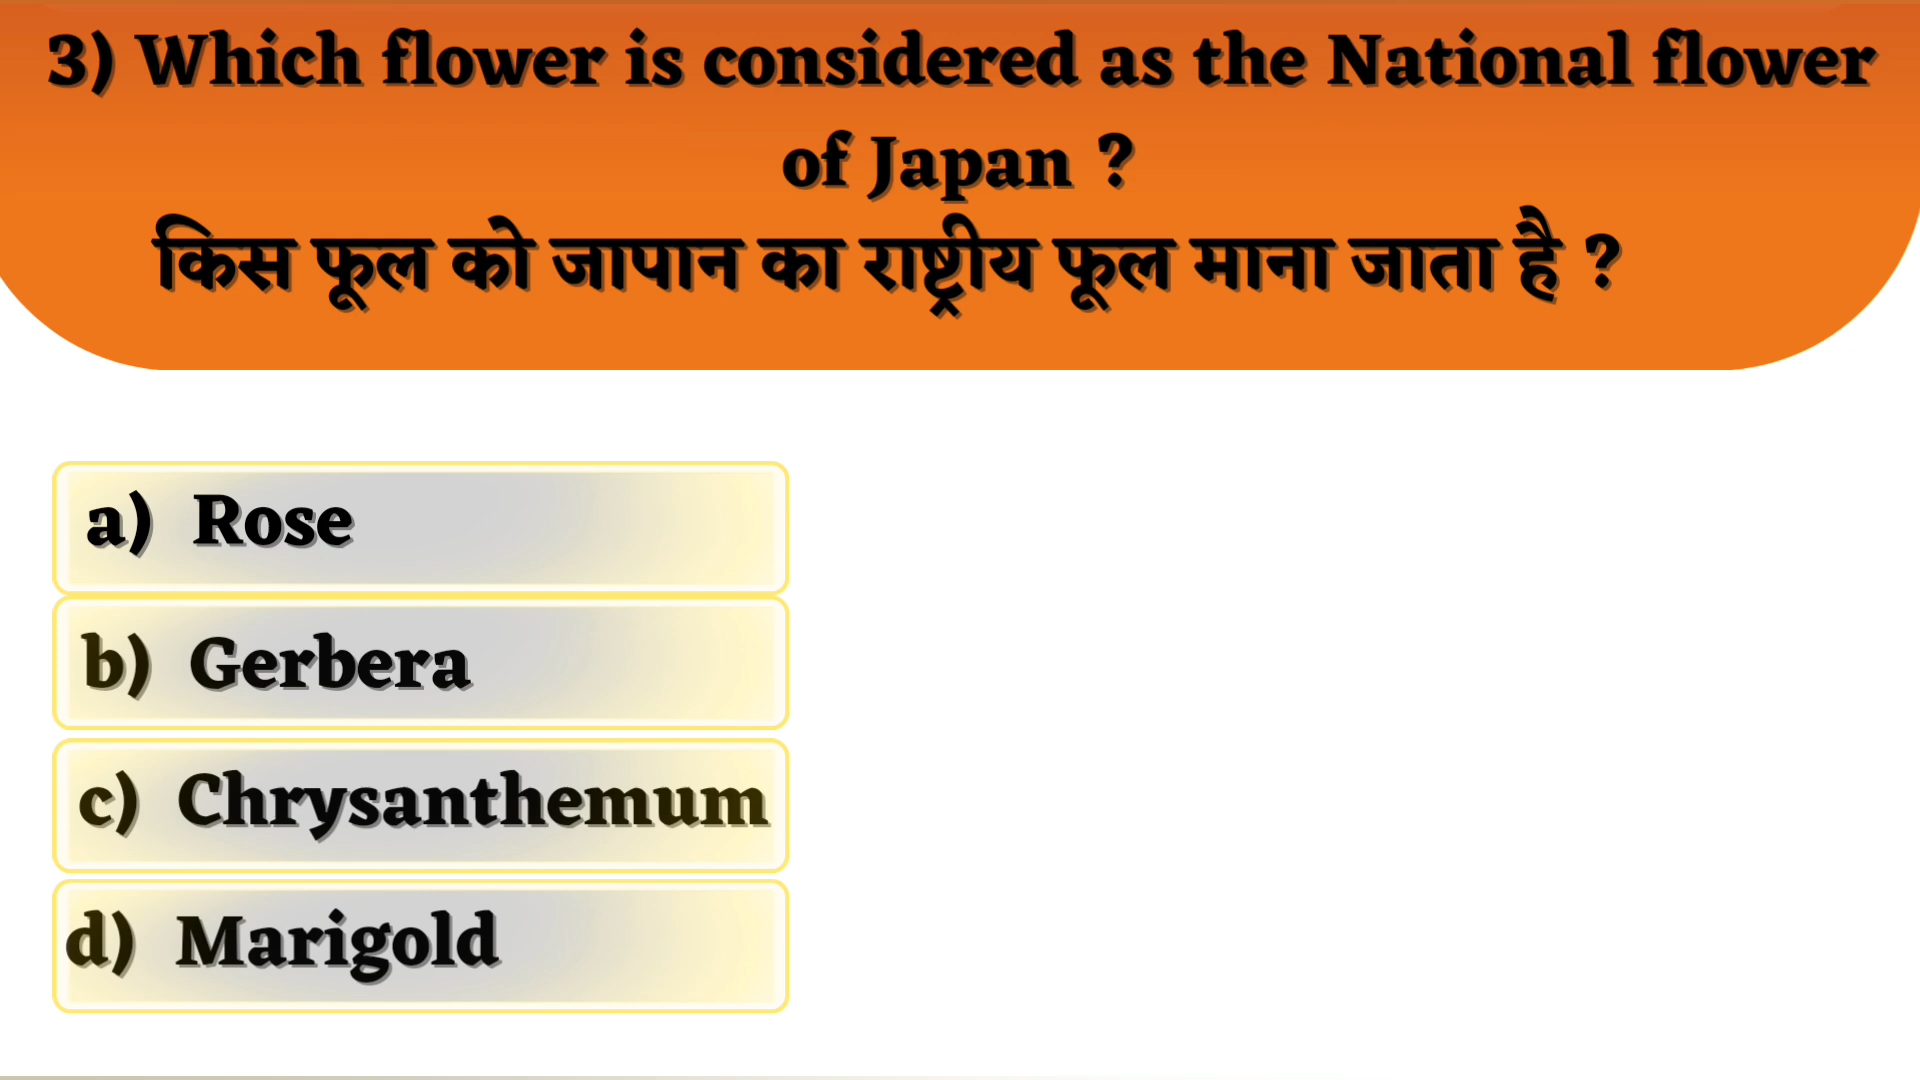 3) Which flower is considered as the National flower
of Japan ?
किस फूल को जापान का राष्ट्रीय फूल माना जाता है ?
a) Rose
b) Gerbera
c) Chrysanthemum
d) Marigold